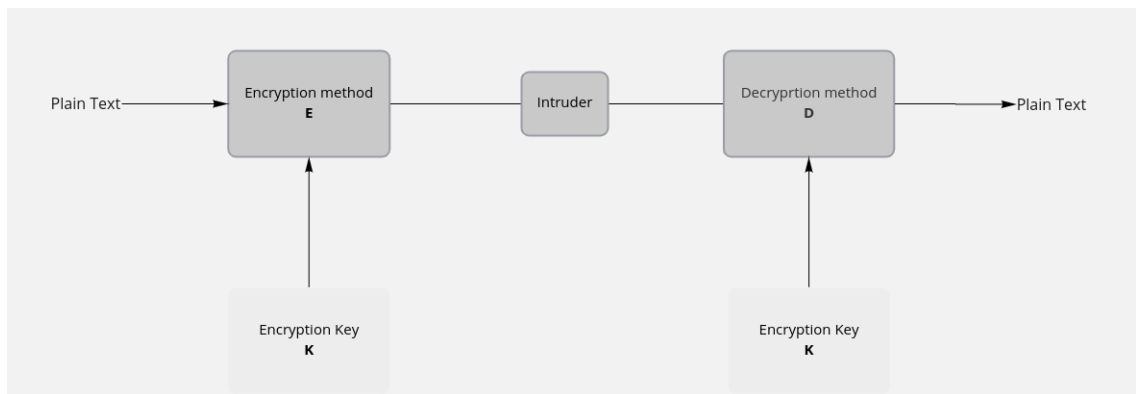 Plain Text
Encryption method
E
Intruder
Decryprtion method
D
Plain Text
Encryption Key
K
Encryption Key
K